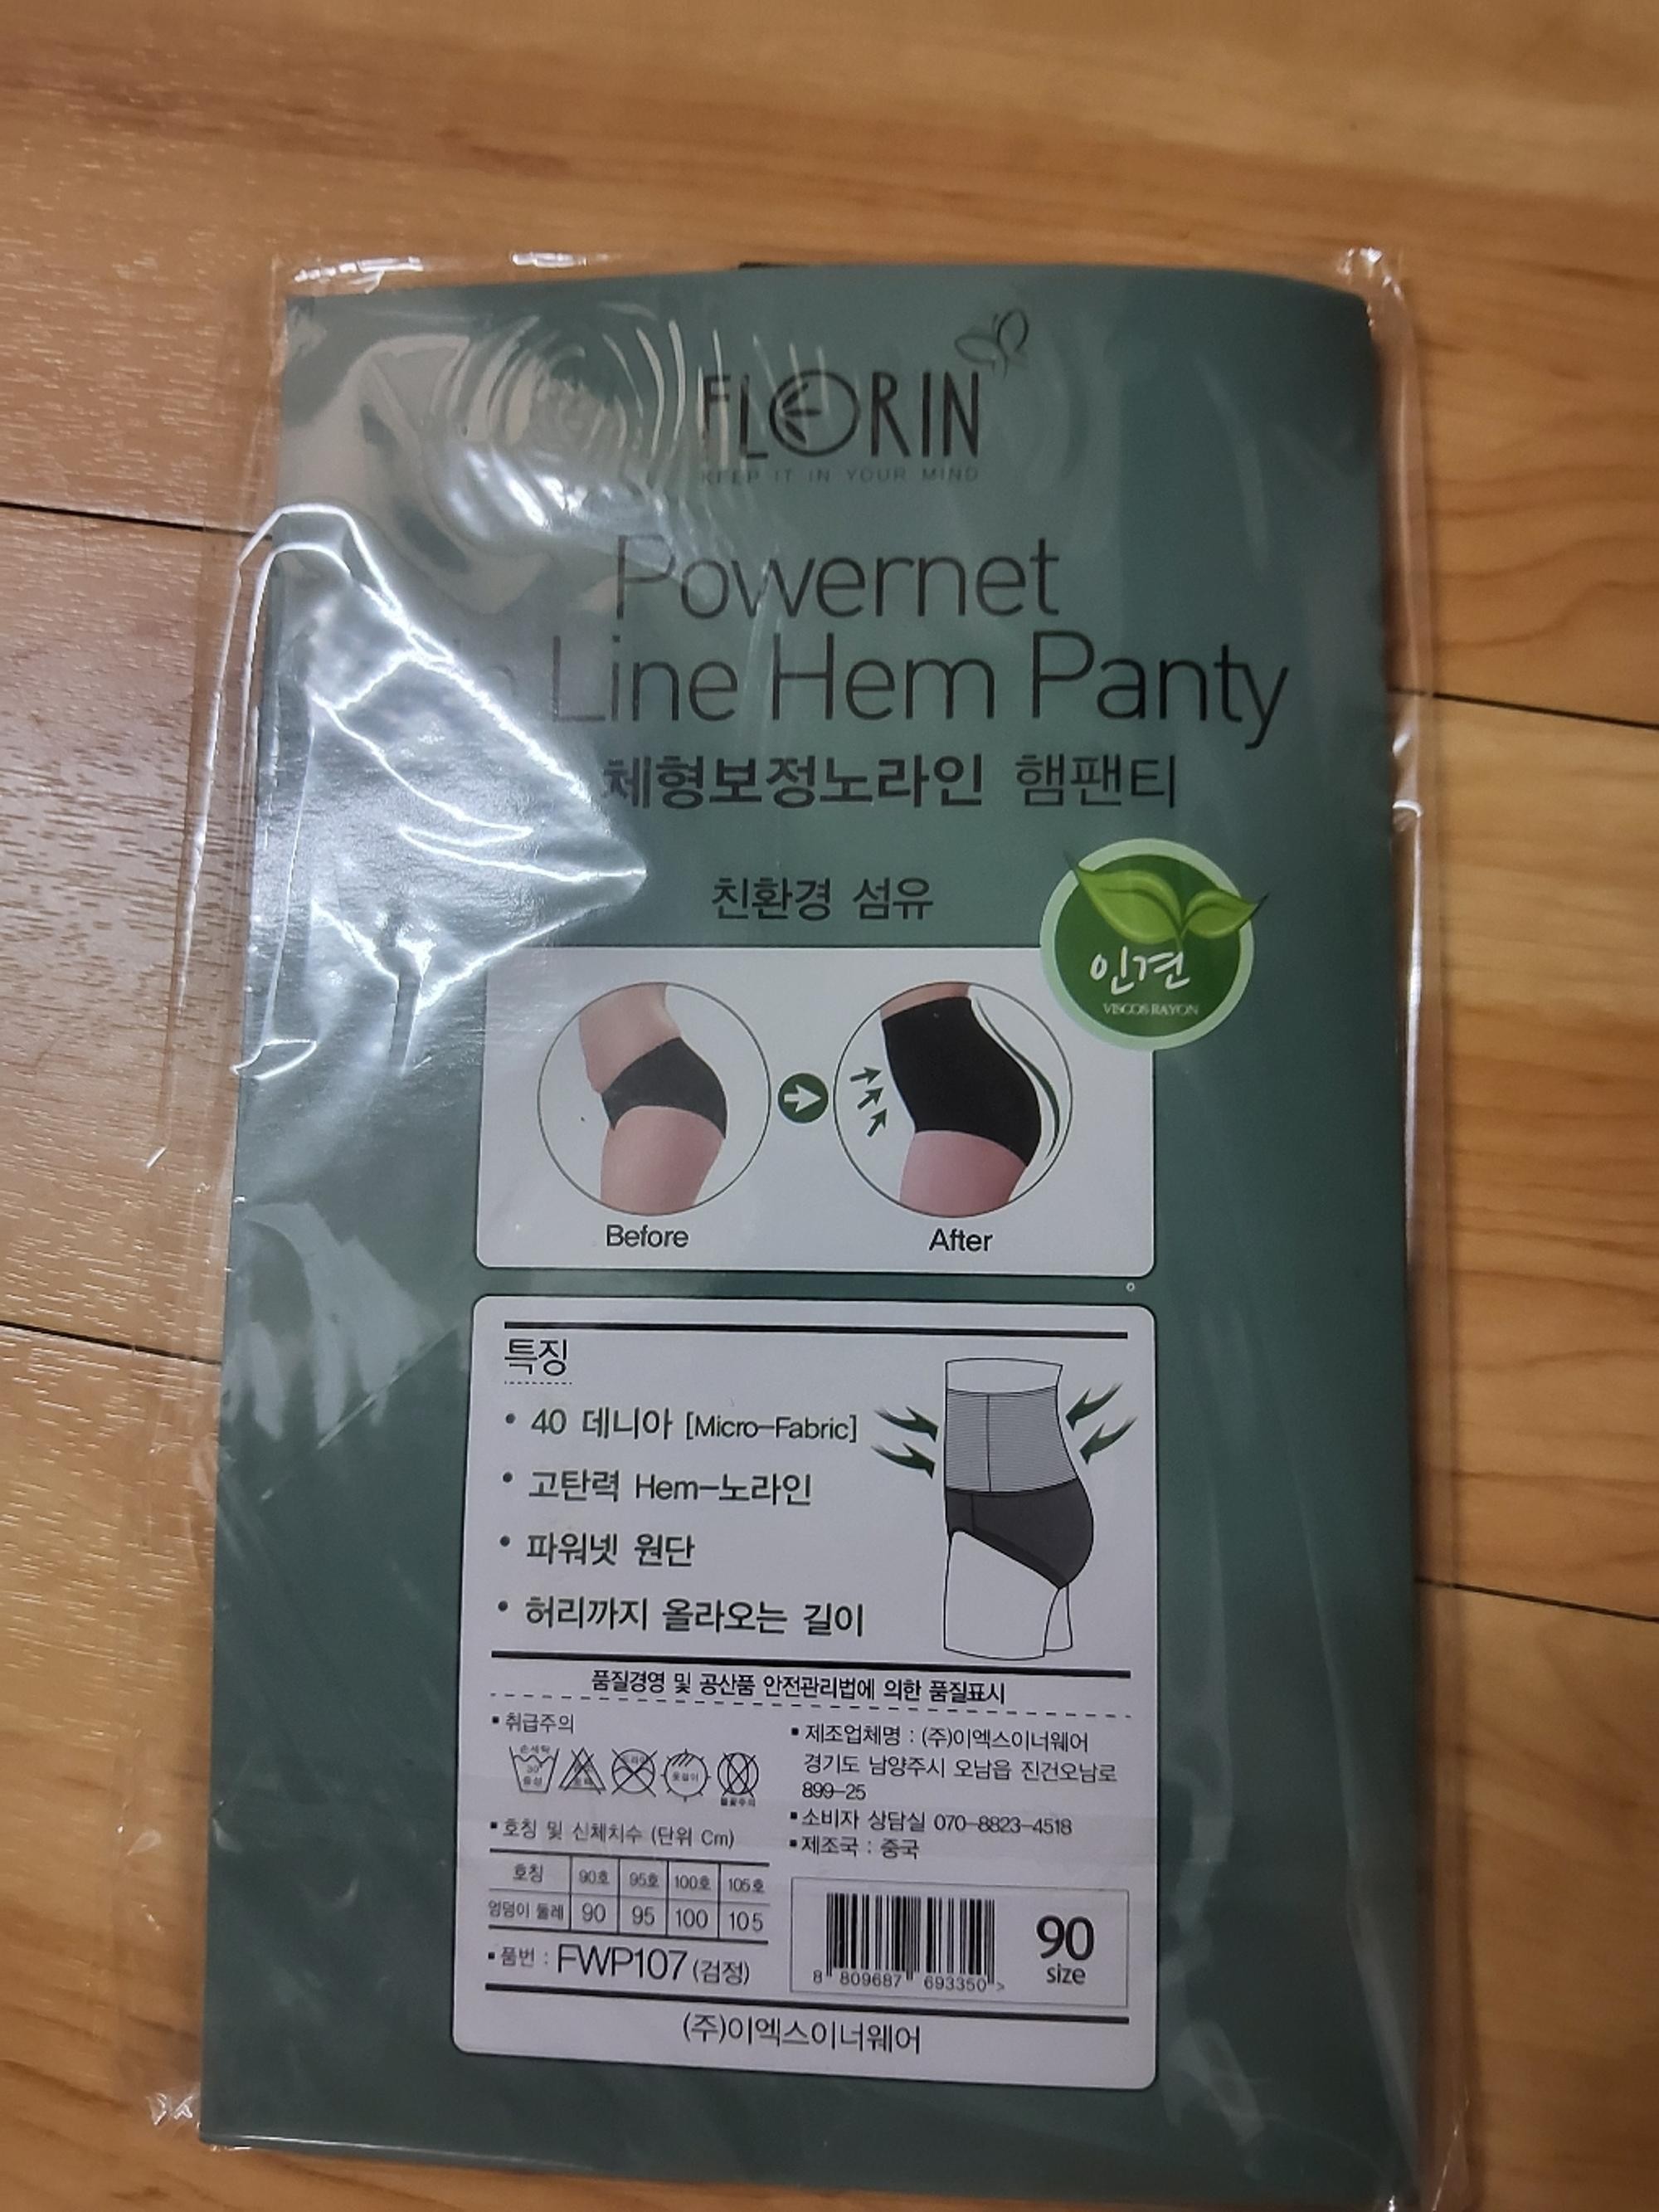 FLORIN
KEEP IT IN YOUR MIND
Powernet
Line Hem Panty
체형보정노라인 햄팬티
친환경 섬유
인견
VISCOS RAYON
Before
After
특징
• 40 데니아 [Micro-Fabric]
• 고탄력 Hem-노라인
• 파워넷 원단
• 허리까지 올라오는 길이
품질경영 및 공산품 안전관리법에 의한 품질표시
▪ 취급주의
손세탁
30
중성
옷걸이
▪ 호칭 및 신체치수 (단위 Cm)
호칭 90호 95호 100호 105호
엉덩이 둘레 90 95 100 105
▪ 품번 : FWP107 (검정)
▪ 제조업체명 : (주)이엑스이너웨어
경기도 남양주시 오남읍 진건오남로
899-25
▪ 소비자 상담실 070-8823-4518
▪ 제조국 : 중국
8 809687 693350 >
90
size
(주)이엑스이너웨어